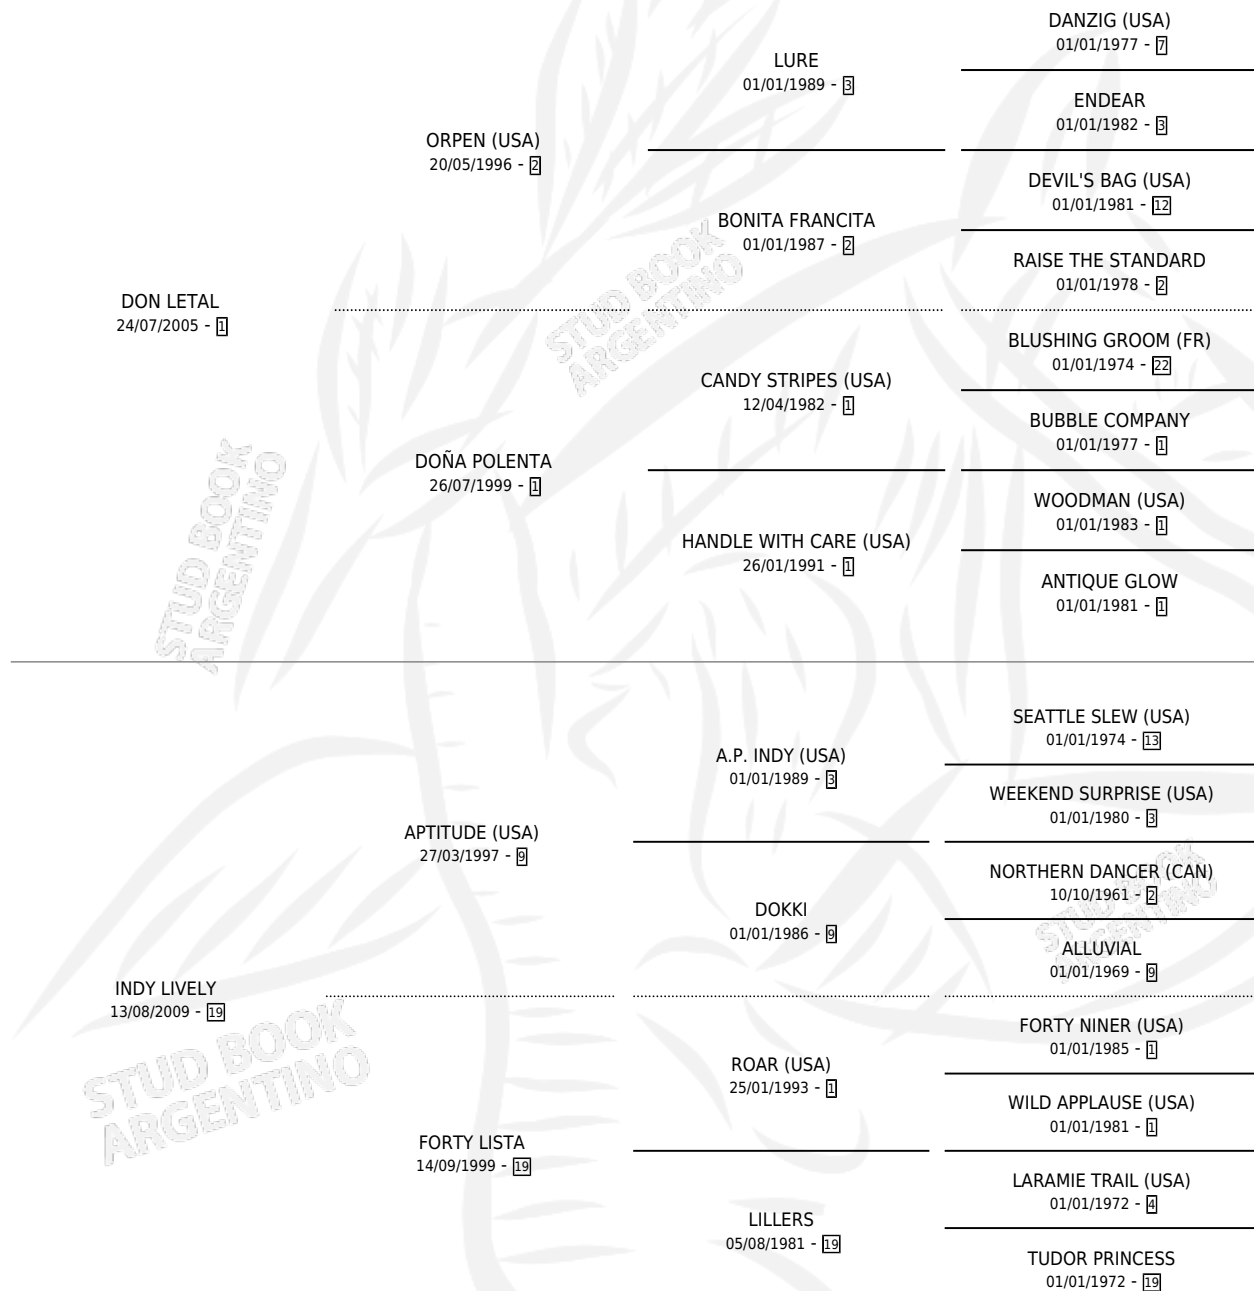 DON LETAL
24/07/2005 - 1
ORPEN (USA)
20/05/1996 - 2
LURE
01/01/1989 - 3
DANZIG (USA)
01/01/1977 - 7
ENDEAR
01/01/1982 - 3
BONITA FRANCITA
01/01/1987 - 2
DEVIL'S BAG (USA)
01/01/1981 - 12
RAISE THE STANDARD
01/01/1978 - 2
DOÑA POLENTA
26/07/1999 - 1
CANDY STRIPES (USA)
12/04/1982 - 1
BLUSHING GROOM (FR)
01/01/1974 - 22
BUBBLE COMPANY
01/01/1977 - 1
HANDLE WITH CARE (USA)
26/01/1991 - 1
WOODMAN (USA)
01/01/1983 - 1
ANTIQUE GLOW
01/01/1981 - 1
INDY LIVELY
13/08/2009 - 19
APTITUDE (USA)
27/03/1997 - 9
A.P. INDY (USA)
01/01/1989 - 3
SEATTLE SLEW (USA)
01/01/1974 - 13
WEEKEND SURPRISE (USA)
01/01/1980 - 3
DOKKI
01/01/1986 - 9
NORTHERN DANCER (CAN)
10/10/1961 - 2
ALLUVIAL
01/01/1969 - 9
FORTY LISTA
14/09/1999 - 19
ROAR (USA)
25/01/1993 - 1
FORTY NINER (USA)
01/01/1985 - 1
WILD APPLAUSE (USA)
01/01/1981 - 1
LILLERS
05/08/1981 - 19
LARAMIE TRAIL (USA)
01/01/1972 - 4
TUDOR PRINCESS
01/01/1972 - 19
STUD BOOK
ARGENTINO
STUD BOOK
ARGENTINO
STUD BOOK
ARGENTINO
STUD BOOK
ARGENTINO